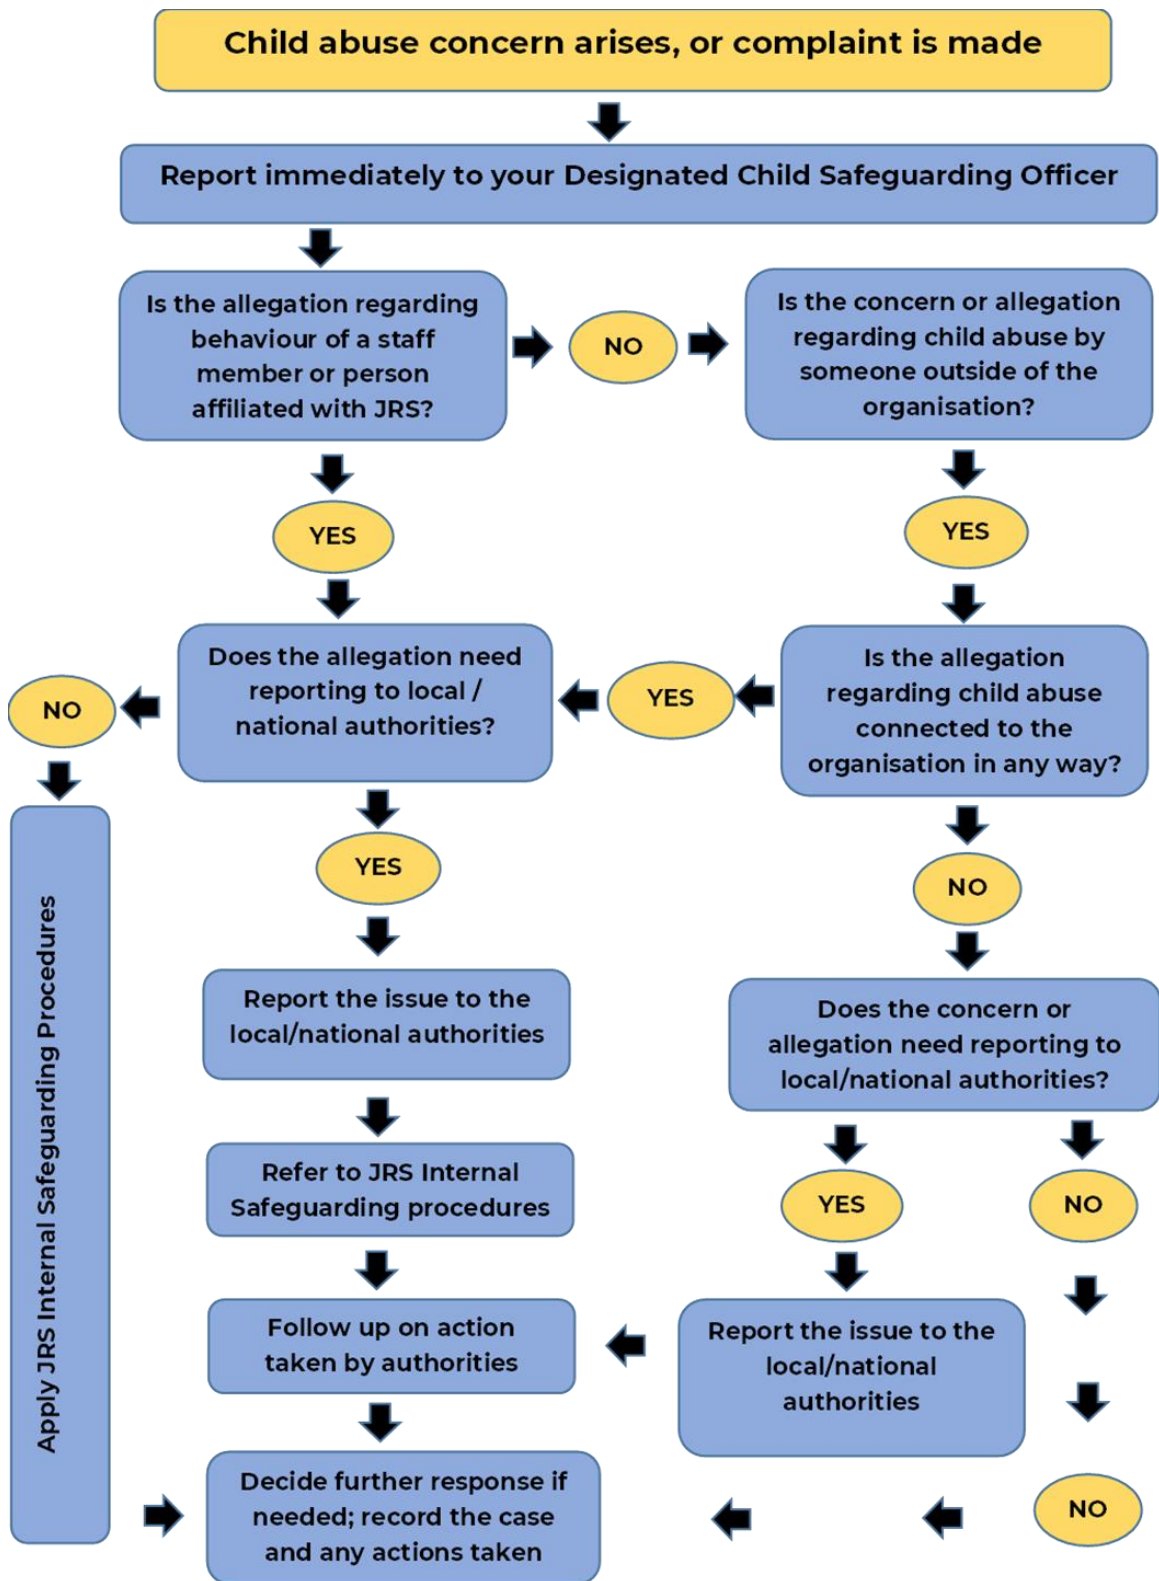 Child abuse concern arises, or complaint is made
Report immediately to your Designated Child Safeguarding Officer
Is the allegation regarding
behaviour of a staff
member or person
affiliated with JRS?
NO
Is the concern or allegation
regarding child abuse by
someone outside of the
organisation?
YES
YES
Does the allegation need
reporting to local /
national authorities?
NO
YES
Is the allegation
regarding child abuse
connected to the
organisation in any way?
YES
NO
Apply JRS Internal Safeguarding Procedures
Report the issue to the
local/national authorities
Does the concern or
allegation need reporting to
local/national authorities?
Refer to JRS Internal
Safeguarding procedures
YES
NO
Follow up on action
taken by authorities
Report the issue to the
local/national
authorities
Decide further response if
needed; record the case
and any actions taken
NO